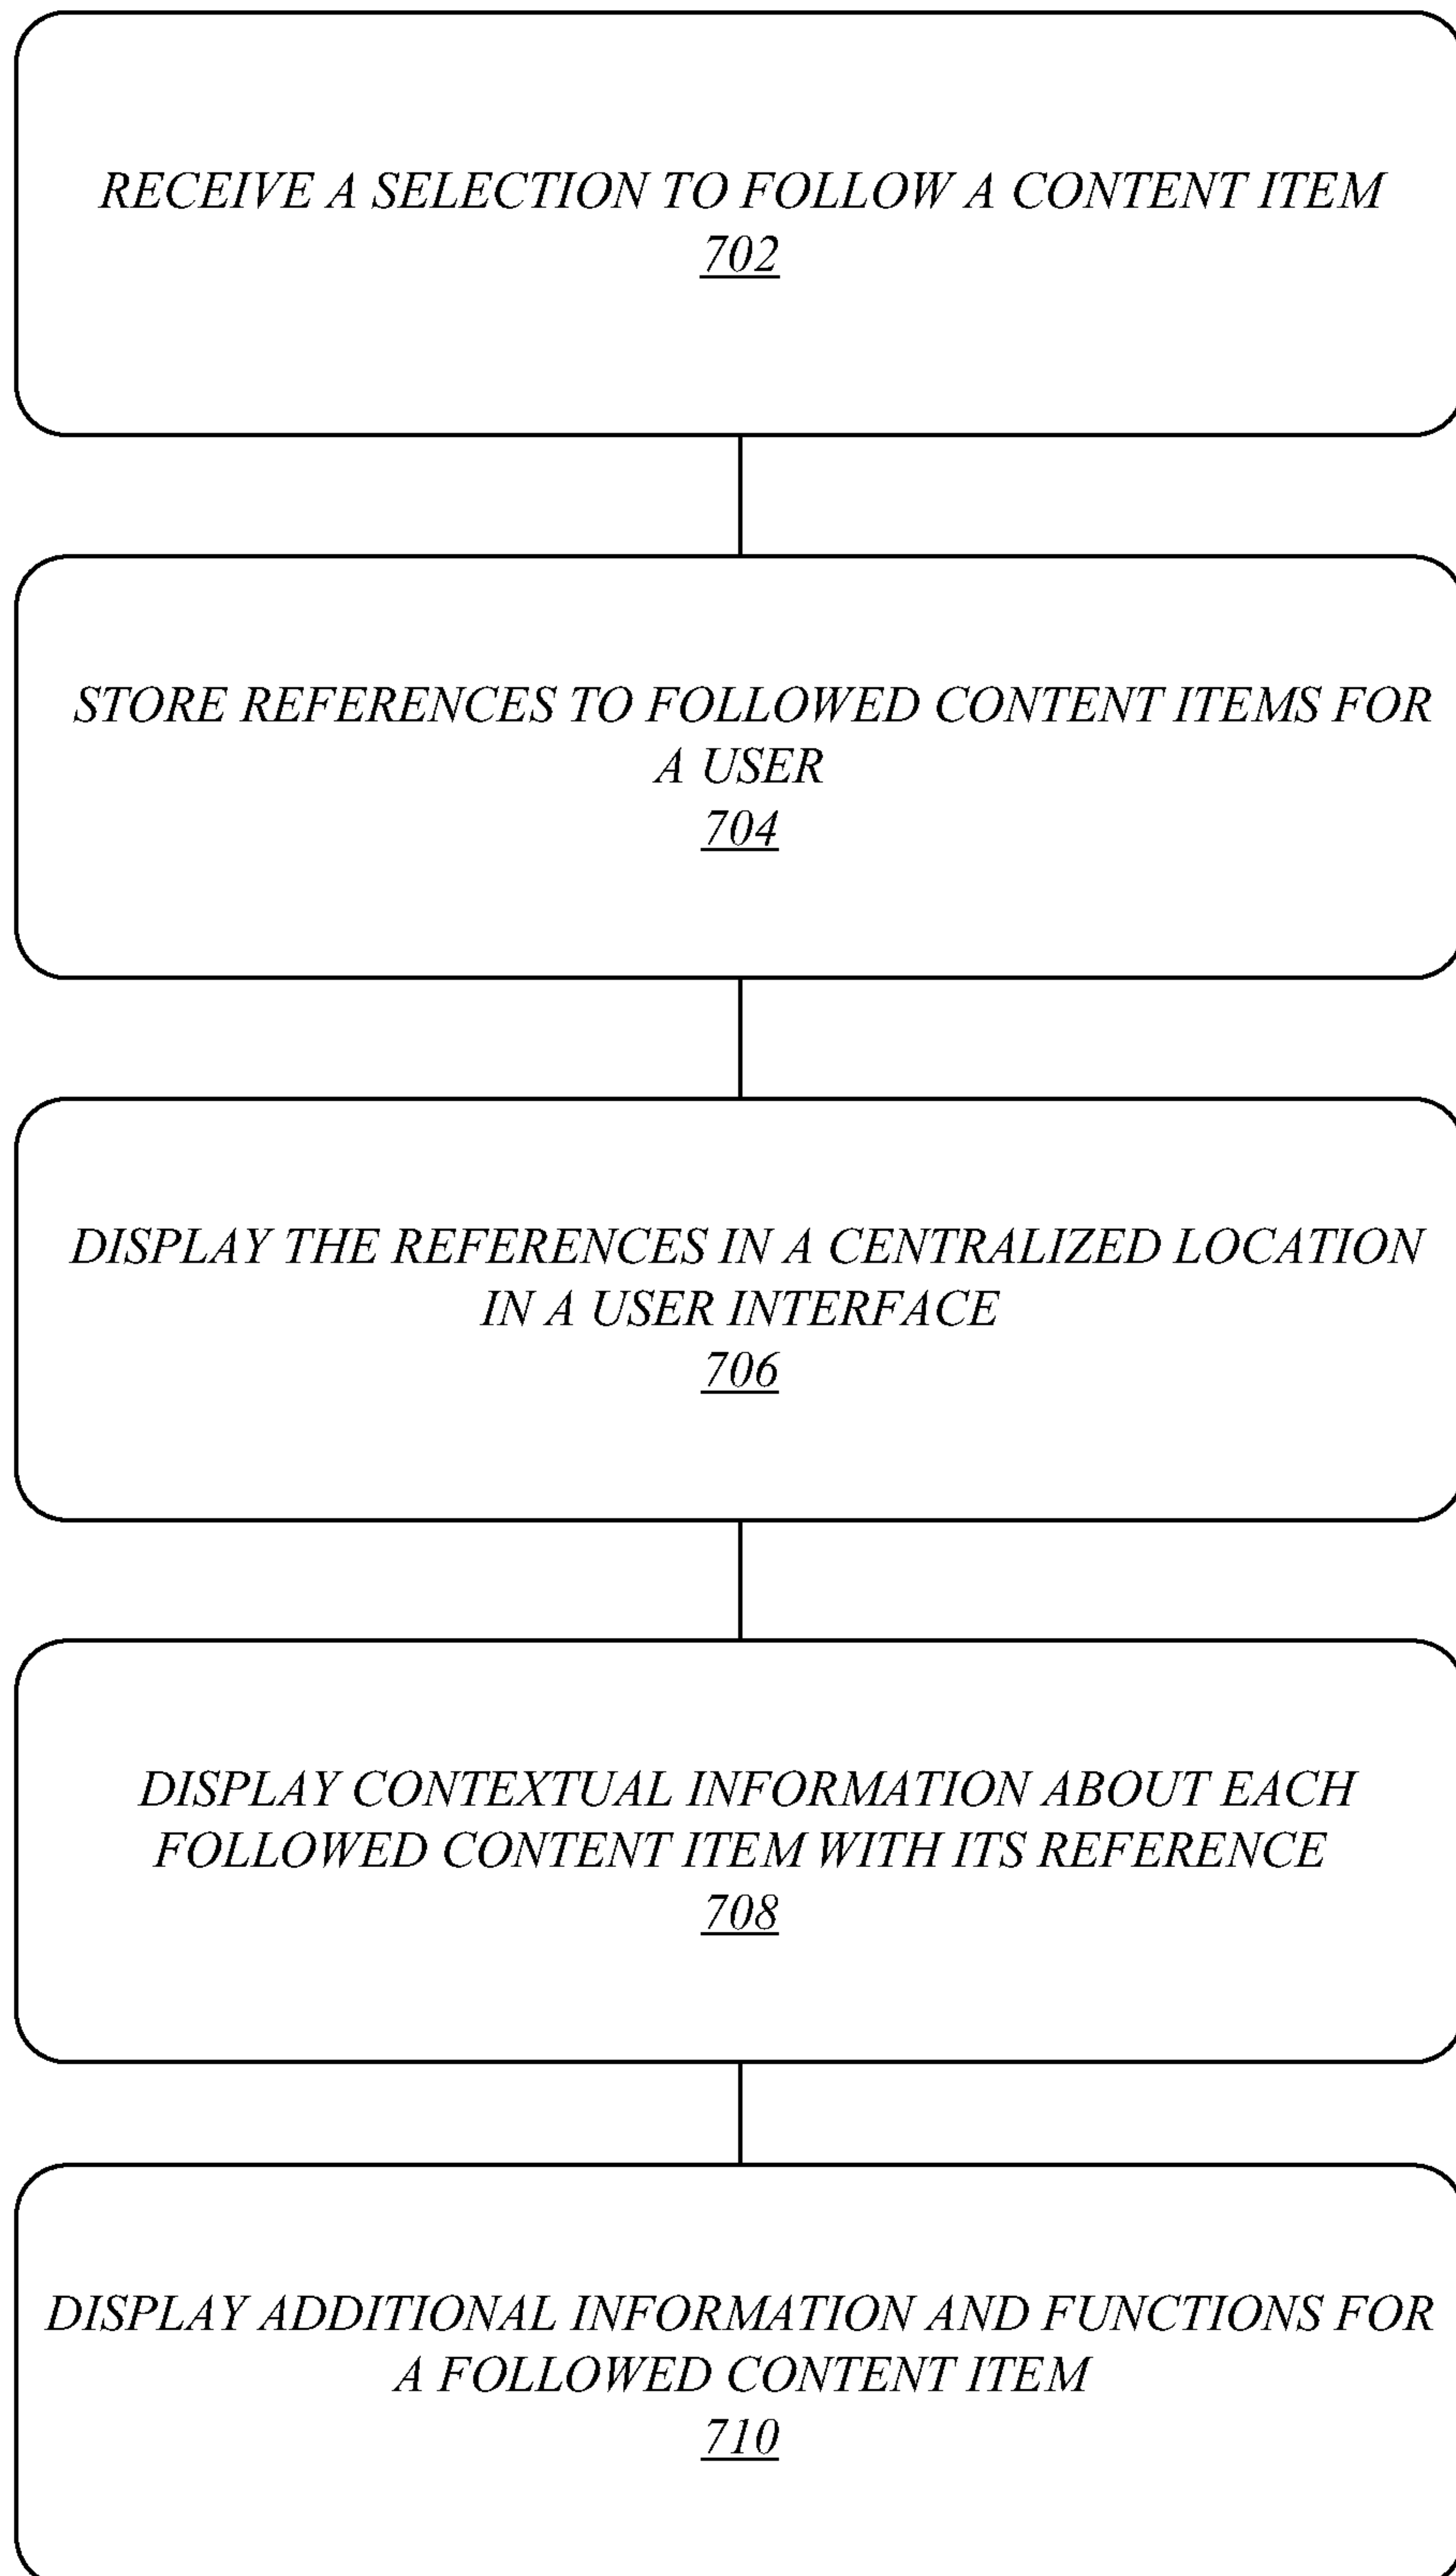 RECEIVE A SELECTION TO FOLLOW A CONTENT ITEM
702
STORE REFERENCES TO FOLLOWED CONTENT ITEMS FOR
A USER
704
DISPLAY THE REFERENCES IN A CENTRALIZED LOCATION
IN A USER INTERFACE
706
DISPLAY CONTEXTUAL INFORMATION ABOUT EACH
FOLLOWED CONTENT ITEM WITH ITS REFERENCE
708
DISPLAY ADDITIONAL INFORMATION AND FUNCTIONS FOR
A FOLLOWED CONTENT ITEM
710